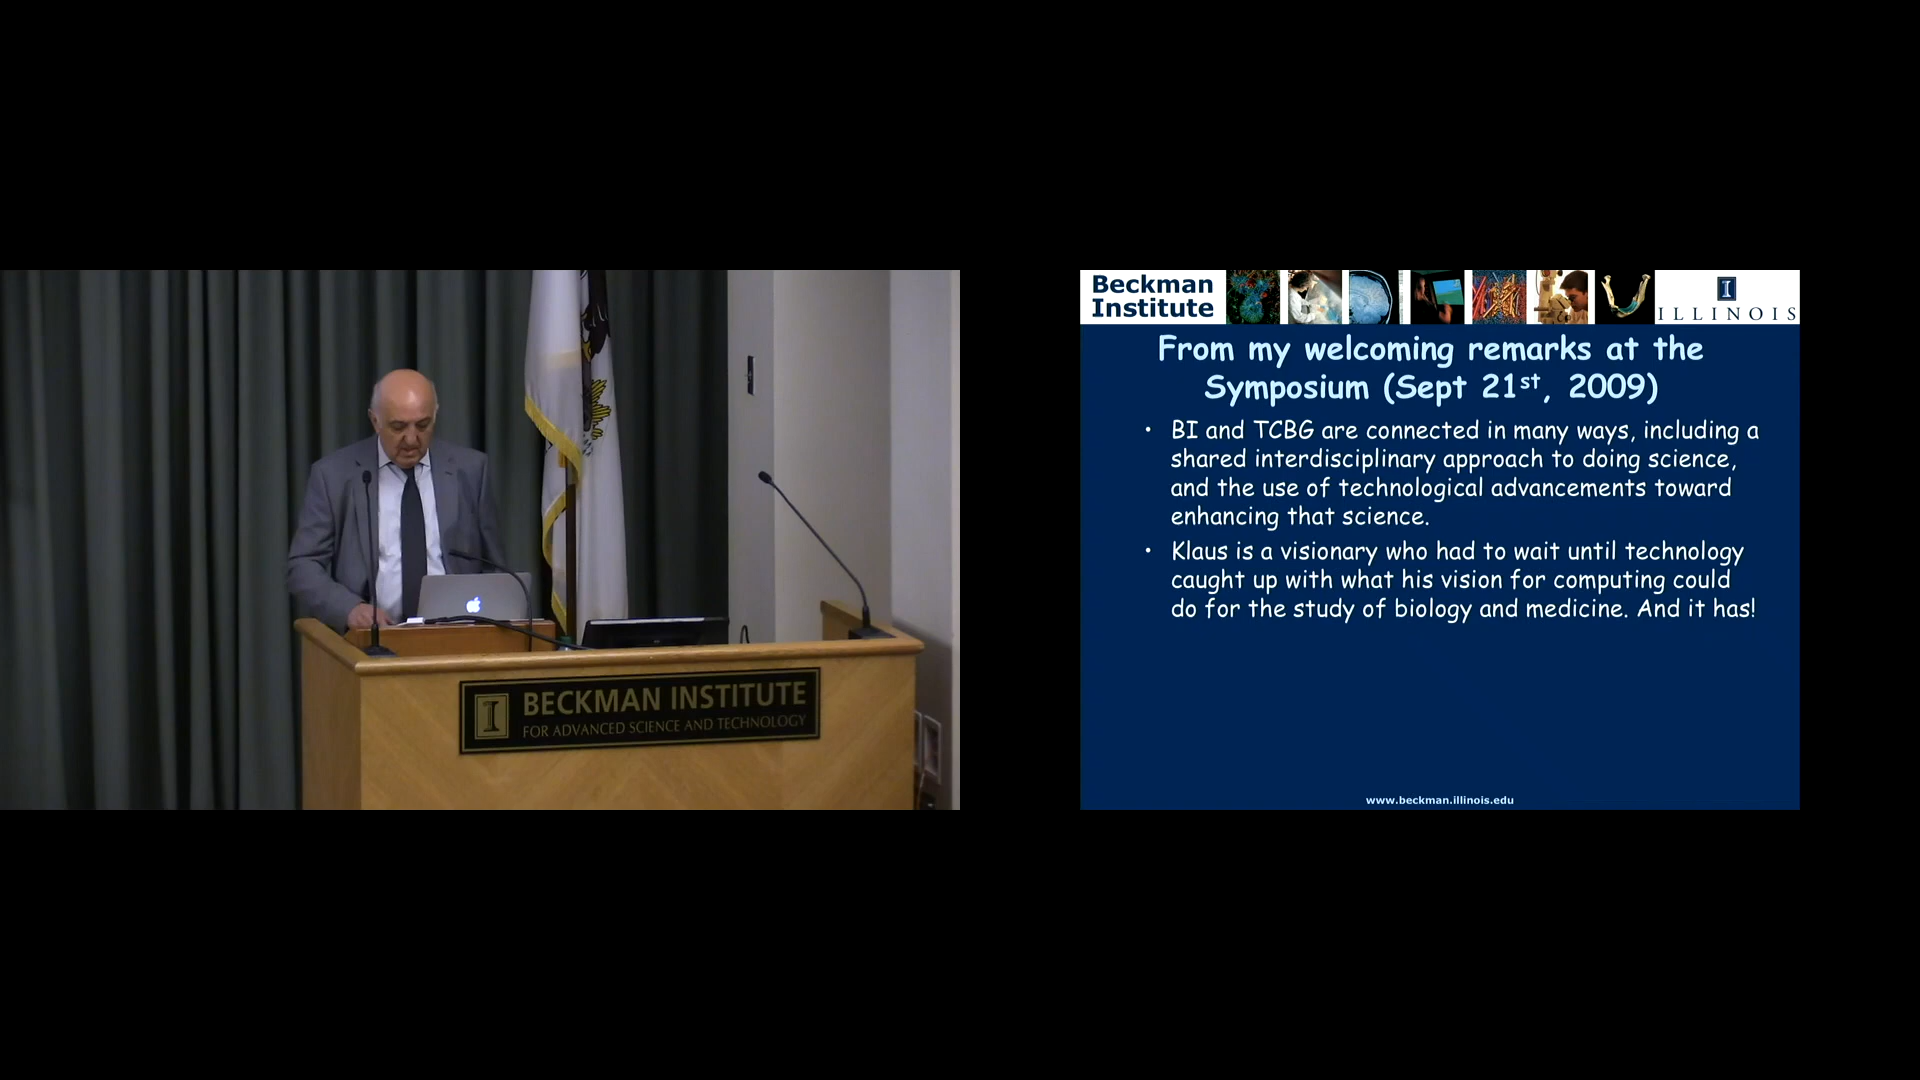 BECKMAN INSTITUTE
FOR ADVANCED SCIENCE AND TECHNOLOGY
Beckman
Institute
ILLINOIS
From my welcoming remarks at the
Symposium (Sept 21st, 2009)
• BI and TCBG are connected in many ways, including a
shared interdisciplinary approach to doing science,
and the use of technological advancements toward
enhancing that science.
• Klaus is a visionary who had to wait until technology
caught up with what his vision for computing could
do for the study of biology and medicine. And it has!
www.beckman.illinois.edu